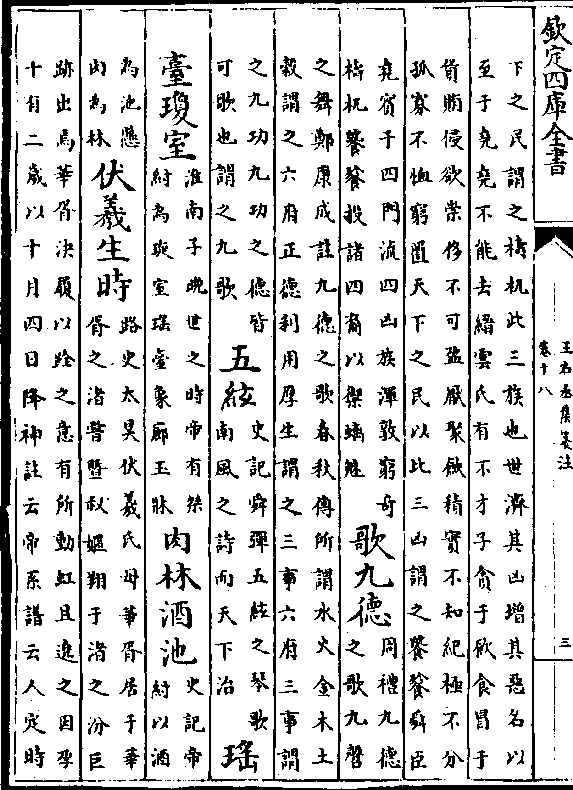 欽定四庫全書
王右丞集箋注
卷十八
三
下之民謂之檮杌此三族也世濟其凶增其惡名以
至于堯堯不能去縉雲氏有不才子貪于飲食冒于
貨賄侵欲崇侈不可盈厭聚斂積實不知紀極不分
孤寡不恤窮匱天下之民以比三凶謂之饕餮舜臣
堯賓于四門流四凶族渾敦窮奇
檮杌饕餮投諸四裔以禦螭魅
歌九德
周禮九德
之歌九磬
之舞鄭康成註九德之歌春秋傳所謂水火金木土
穀謂之六府正德利用厚生謂之三事六府三事謂
之九功九功之德皆
可歌也謂之九歌
五絃
史記舜彈五絃之琴歌
南風之詩而天下治
瑤
臺瓊室
淮南子晚世之時帝有桀
紂為琁室瑤臺象廊玉牀
肉林酒池
史記帝
紂以酒
為池懸
肉為林
伏羲生時
路史太昊伏羲氏母華胥居于華
胥之渚嘗暨叔嫗翔于渚之汾巨
跡出焉華胥決履以跧之意有所動虹且遶之因孕
十有二歲以十月四日降神註云帝系譜云人定時